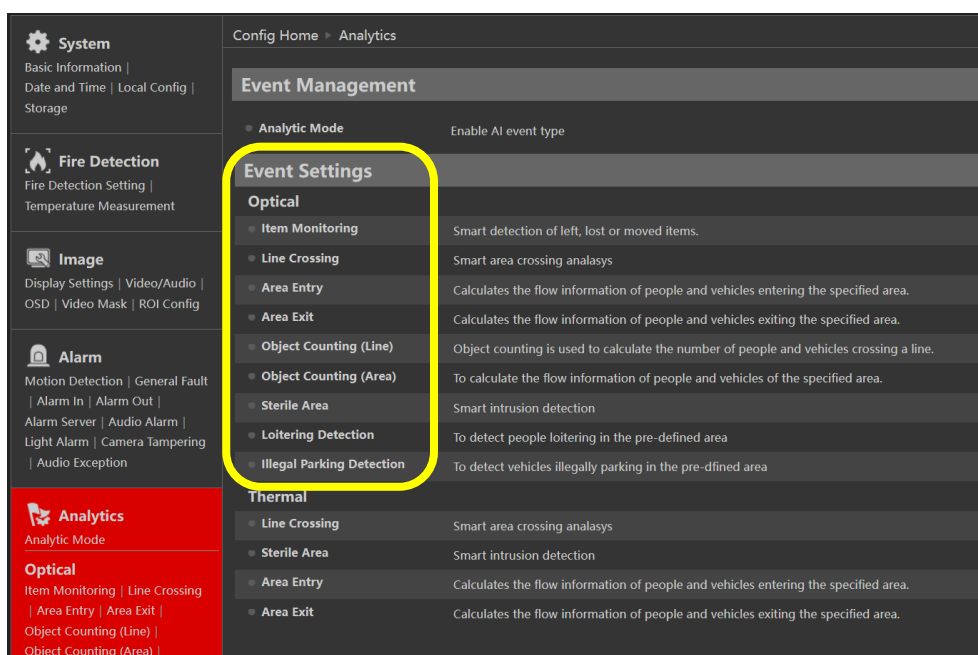 System
Basic Information |
Date and Time | Local Config |
Storage
Fire Detection
Fire Detection Setting |
Temperature Measurement
Image
Display Settings | Video/Audio |
OSD | Video Mask | ROI Config
Alarm
Motion Detection | General Fault
| Alarm In | Alarm Out |
Alarm Server | Audio Alarm |
Light Alarm | Camera Tampering
| Audio Exception
Analytics
Analytic Mode
Optical
Item Monitoring | Line Crossing
| Area Entry | Area Exit |
Object Counting (Line) |
Object Counting (Area) |
Config Home ▸ Analytics
Event Management
Analytic Mode Enable AI event type
Event Settings
Optical
Item Monitoring Smart detection of left, lost or moved items.
Line Crossing Smart area crossing analasys
Area Entry Calculates the flow information of people and vehicles entering the specified area.
Area Exit Calculates the flow information of people and vehicles exiting the specified area.
Object Counting (Line) Object counting is used to calculate the number of people and vehicles crossing a line.
Object Counting (Area) To calculate the flow information of people and vehicles of the specified area.
Sterile Area Smart intrusion detection
Loitering Detection To detect people loitering in the pre-defined area
Illegal Parking Detection To detect vehicles illegally parking in the pre-dfined area
Thermal
Line Crossing Smart area crossing analasys
Sterile Area Smart intrusion detection
Area Entry Calculates the flow information of people and vehicles entering the specified area.
Area Exit Calculates the flow information of people and vehicles exiting the specified area.